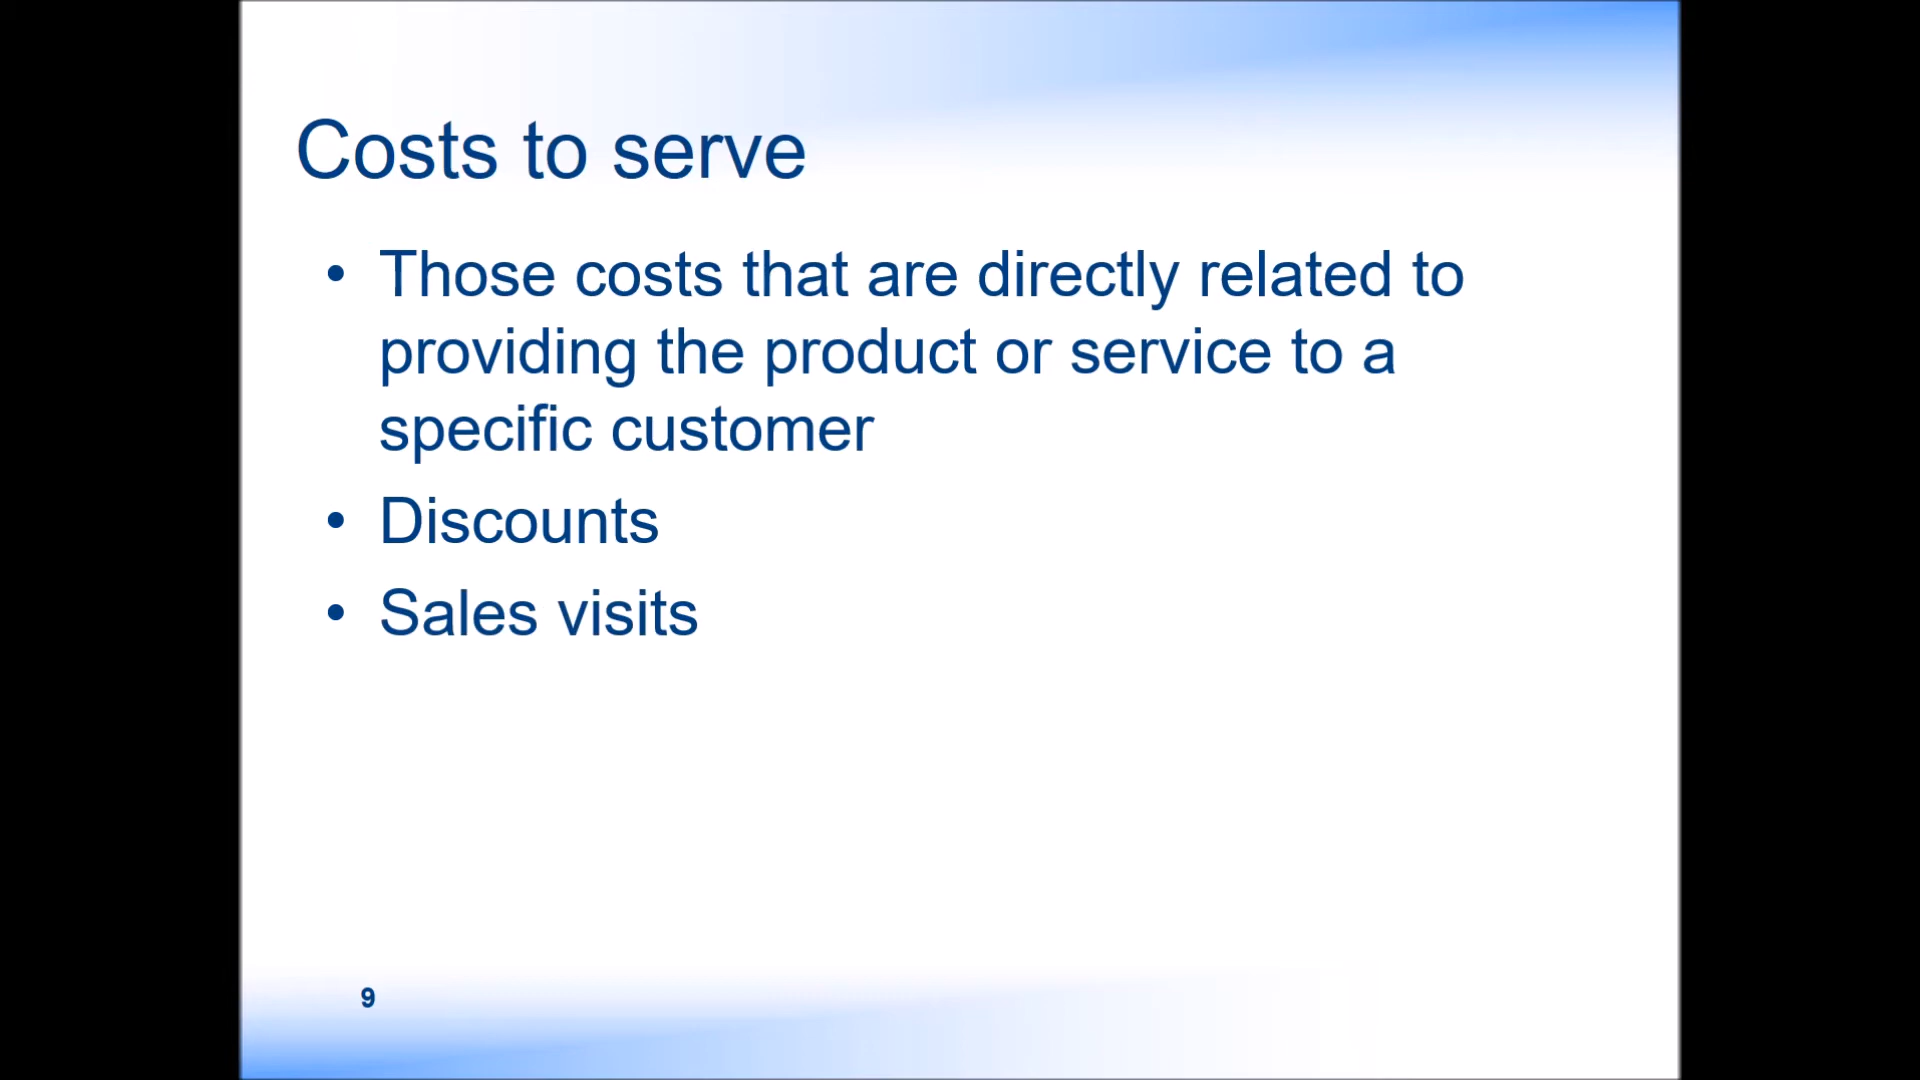 Costs to serve
• Those costs that are directly related to
providing the product or service to a
specific customer
• Discounts
• Sales visits
9